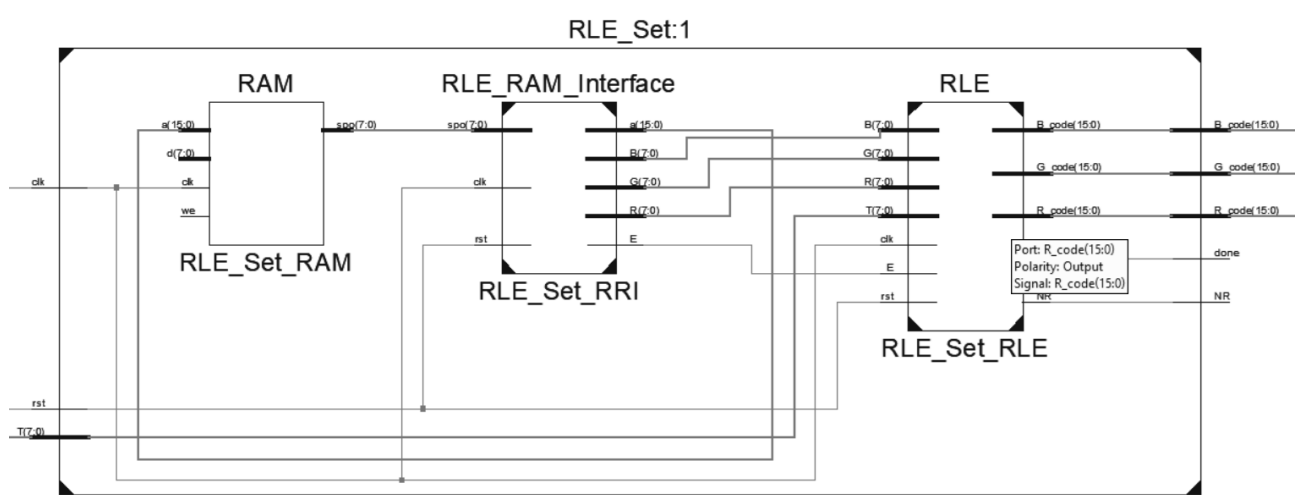 RLE_Set:1
RAM
RLE_RAM_Interface
RLE
a(15:0)
spo(7:0)
spo(7:0)
a(15:0)
B(7:0)
B_code(15:0)
B_code(15:0)
d(7:0)
B(7:0)
G(7:0)
G_code(15:0)
G_code(15:0)
clk
clk
clk
G(7:0)
R(7:0)
we
R(7:0)
T(7:0)
R_code(15:0)
R_code(15:0)
rst
E
clk
RLE_Set_RAM
Port: R_code(15:0)
Polarity: Output
Signal: R_code(15:0)
done
E
RLE_Set_RRI
rst
NR
NR
RLE_Set_RLE
rst
T(7:0)